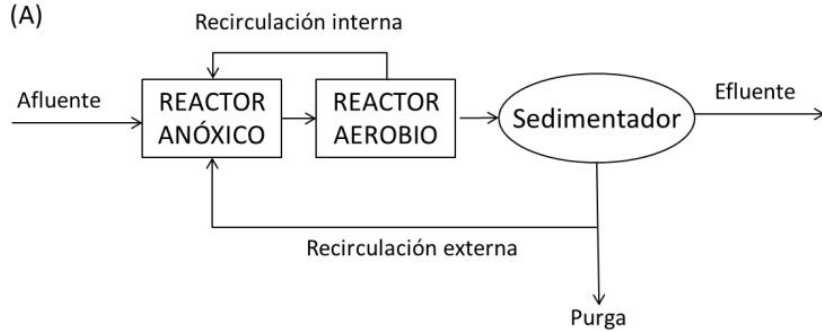 (A)
Recirculación interna
Afluente
REACTOR
ANÓXICO
REACTOR
AEROBIO
Sedimentador
Efluente
Recirculación externa
Purga